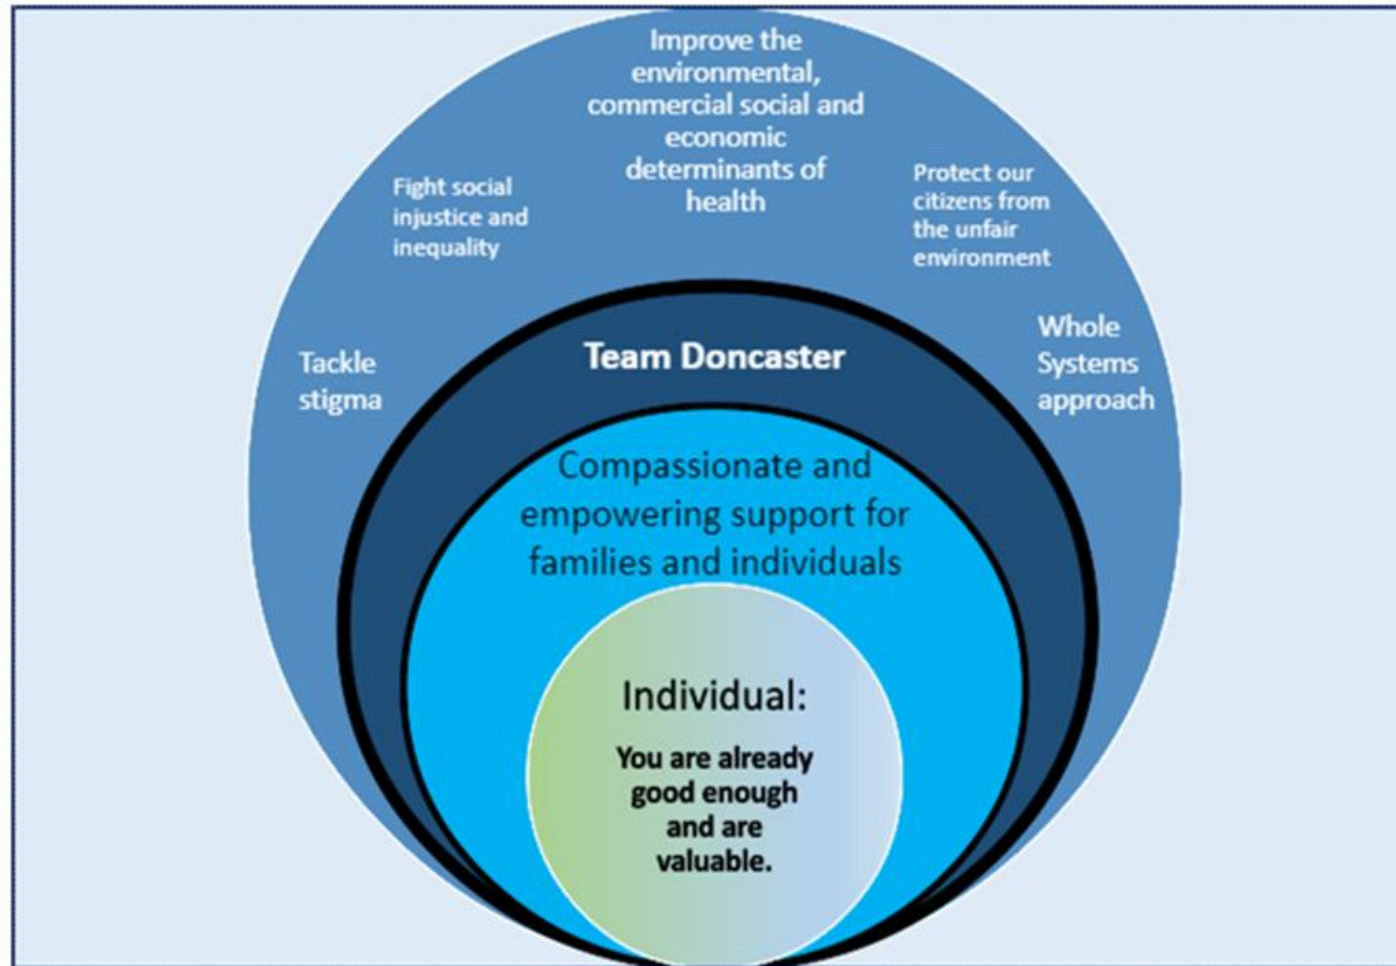 Improve the
environmental,
commercial social and
economic
determinants of
health
Fight social
injustice and
inequality
Protect our
citizens from
the unfair
environment
Tackle
stigma
Whole
Systems
approach
Team Doncaster
Compassionate and
empowering support for
families and individuals
Individual:
You are already
good enough
and are
valuable.